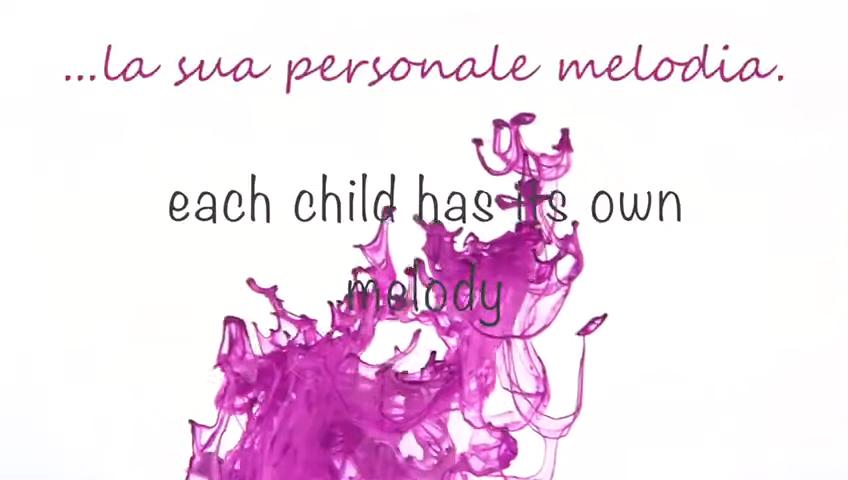 ...la sua personale melodia.
each child has its own
melody